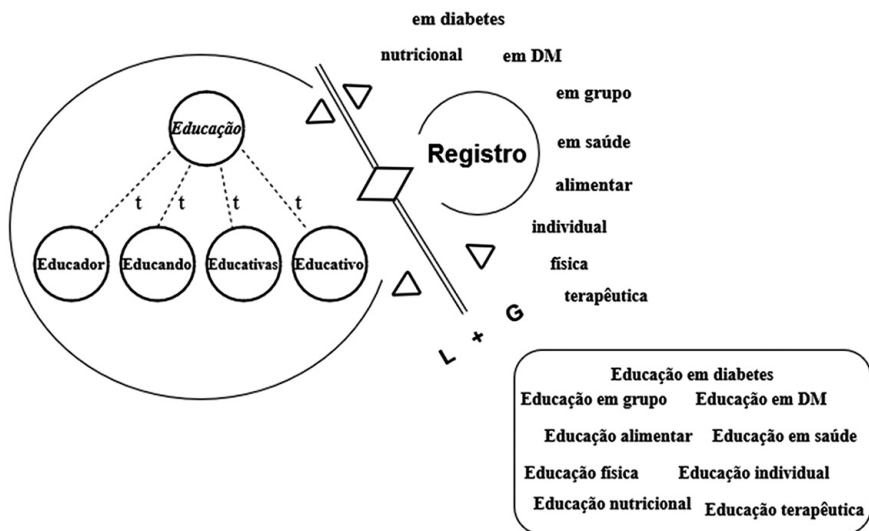 em diabetes
nutricional em DM
em grupo
Educação
Registro
em saúde
alimentar
t t t t
individual
Educador Educando Educativas Educativo
física
terapêutica
L + G
Educação em diabetes
Educação em grupo Educação em DM
Educação alimentar Educação em saúde
Educação física Educação individual
Educação nutricional Educação terapêutica